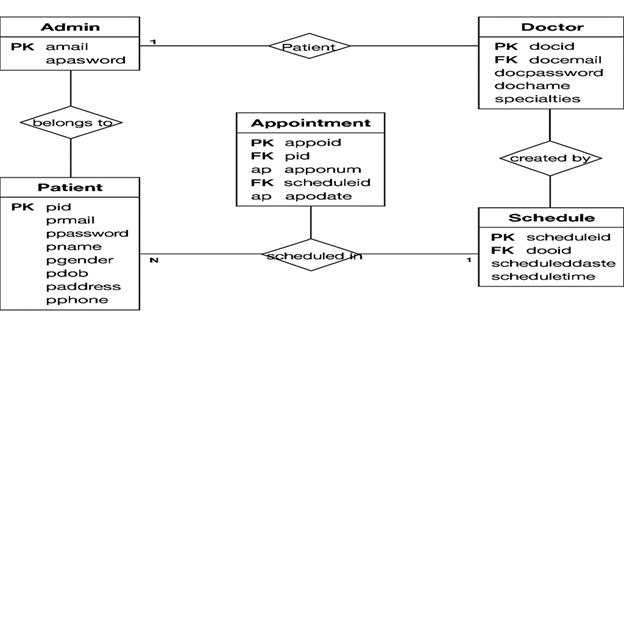 Admin
PK amail
apasword
1
Patient
Doctor
PK docid
FK docemail
docpassword
dochame
specialties
belongs to
Appointment
PK appoid
FK pid
ap apponum
FK scheduleid
ap apodate
created by
Patient
PK pid
prmail
ppassword
pname
pgender
pdob
paddress
pphone
N
scheduled in
1
Schedule
PK scheduleid
FK dooid
scheduleddaste
scheduletime